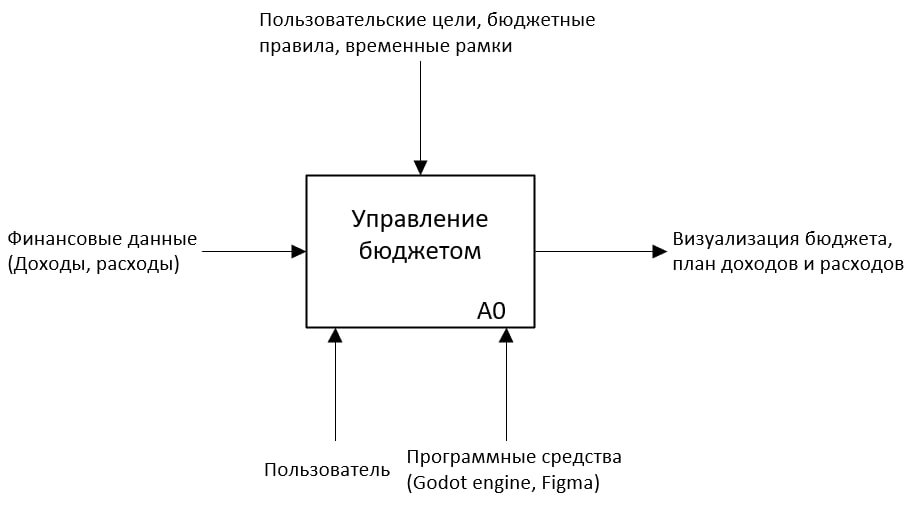 Пользовательские цели, бюджетные
правила, временные рамки
Управление
бюджетом
A0
Финансовые данные
(Доходы, расходы)
Визуализация бюджета,
план доходов и расходов
Пользователь
Программные средства
(Godot engine, Figma)